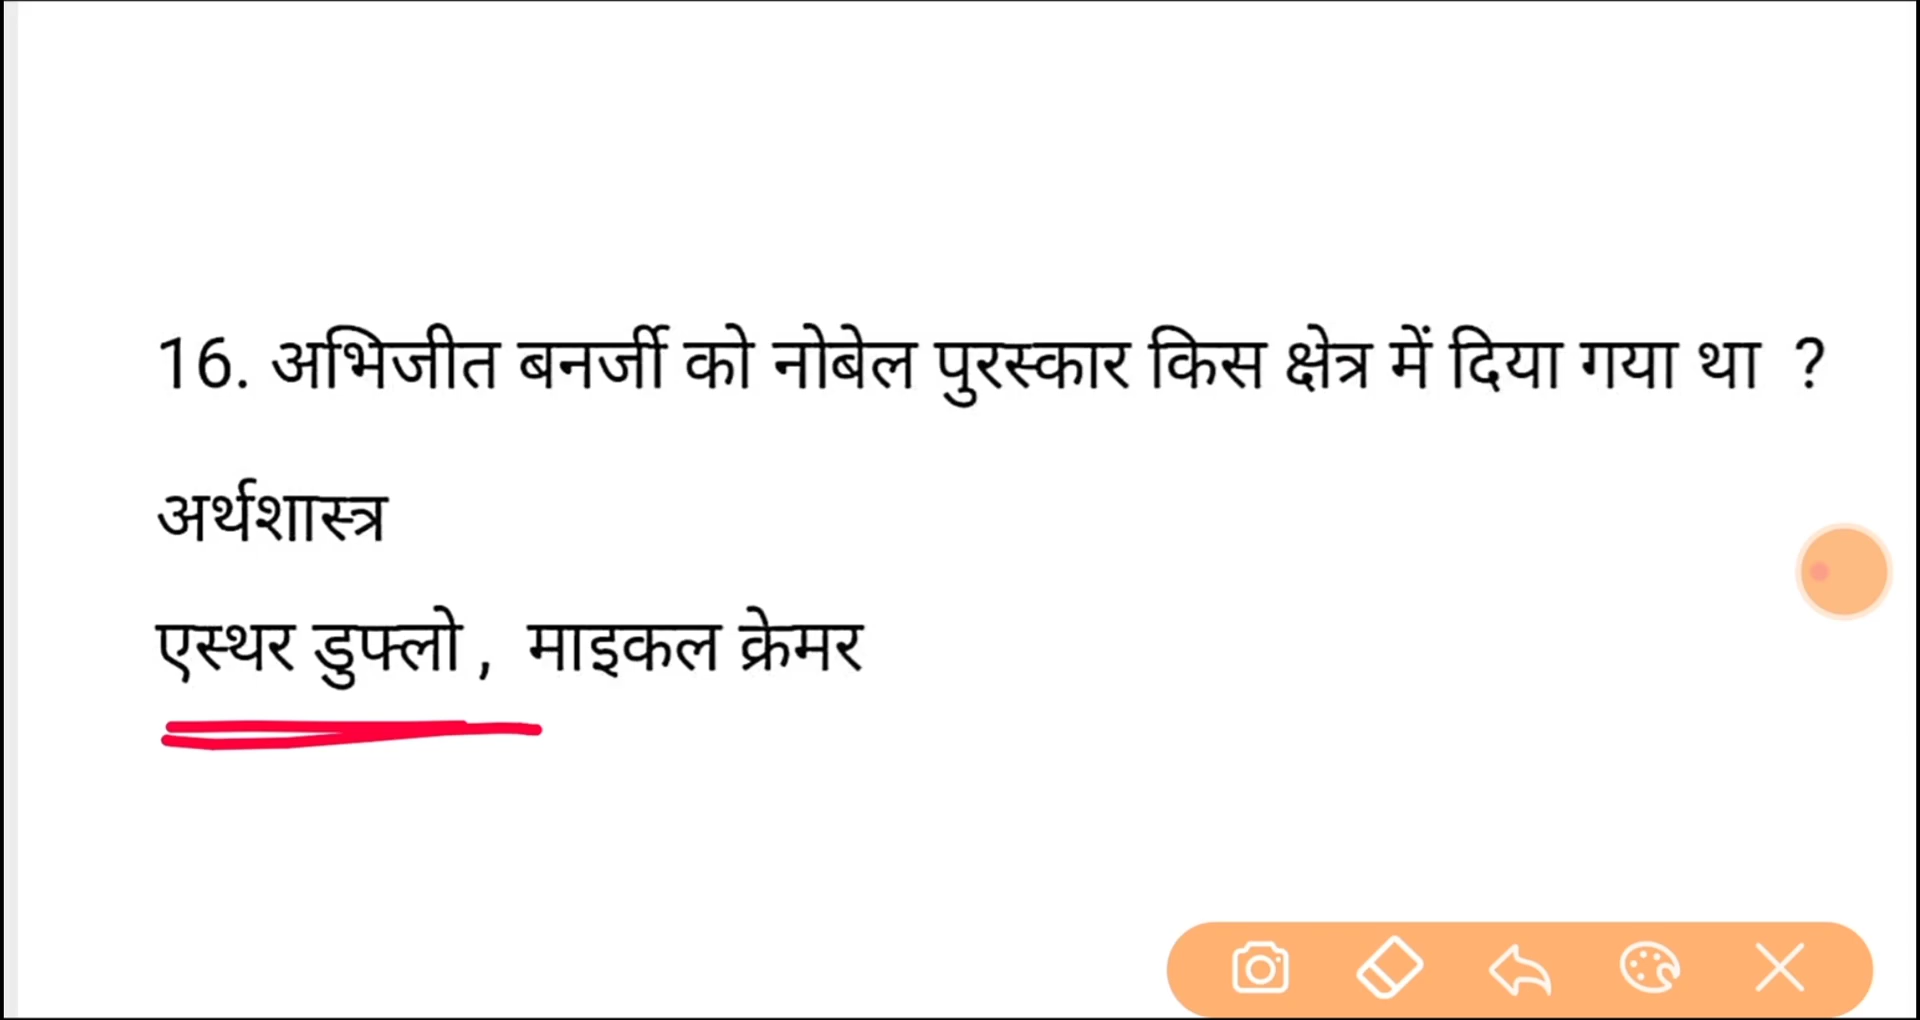 16. अभिजीत बनर्जी को नोबेल पुरस्कार किस क्षेत्र में दिया गया था ?
अर्थशास्त्र
एस्थर डुफ्लो , माइकल क्रेमर